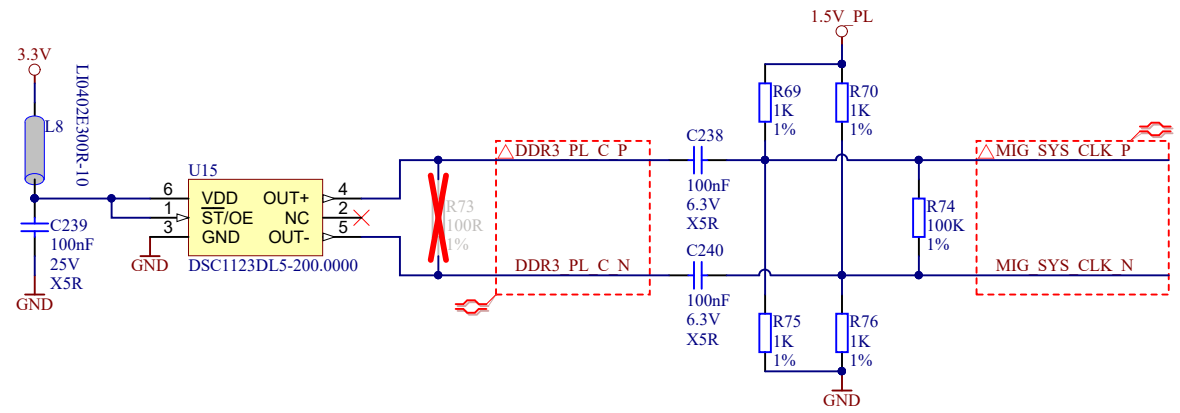 1.5V_PL
3.3V
LI0402E300R-10
L8
C239
100nF
25V
X5R
GND
U15
6 VDD OUT+ 4
1 ST/OE NC 2
3 GND OUT- 5
GND
DSC1123DL5-200.0000
R73
100R
1%
DDR3_PL_C_P
DDR3_PL_C_N
C238
100nF
6.3V
X5R
C240
100nF
6.3V
X5R
R69
1K
1%
R70
1K
1%
R75
1K
1%
R76
1K
1%
GND
R74
100K
1%
MIG_SYS_CLK_P
MIG_SYS_CLK_N